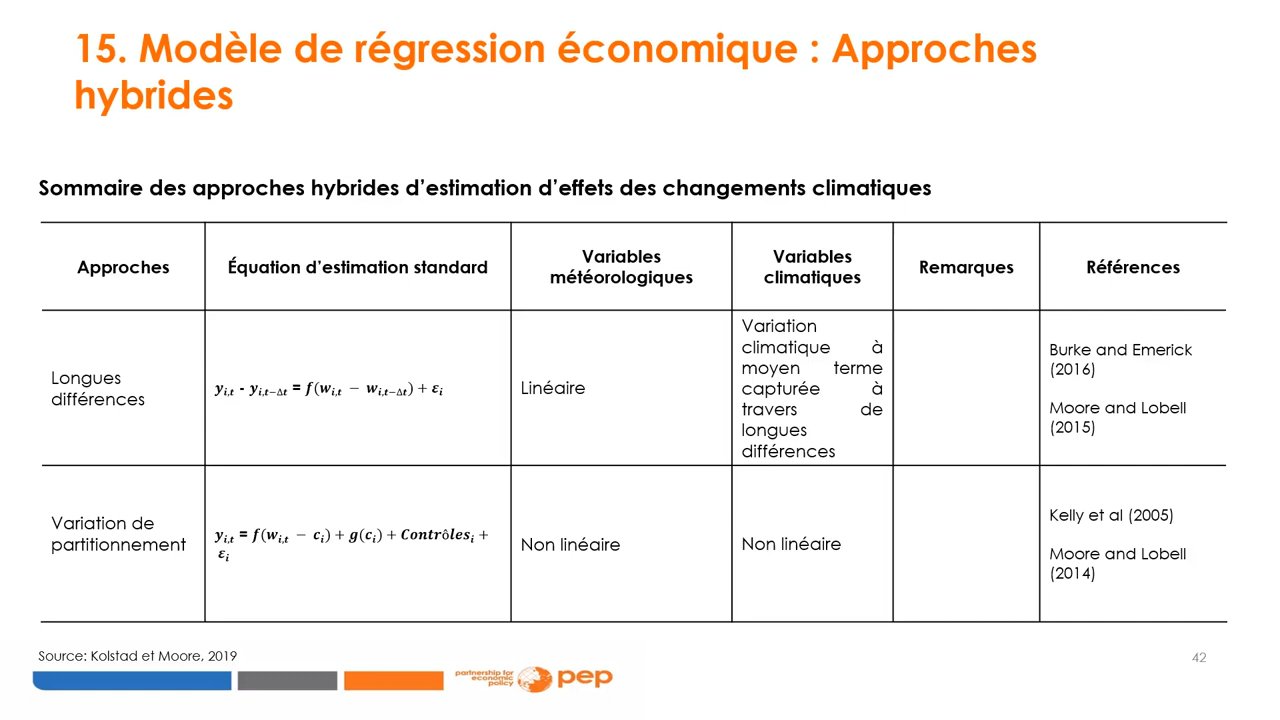 15. Modèle de régression économique : Approches
hybrides
Sommaire des approches hybrides d’estimation d’effets des changements climatiques
Approches
Équation d’estimation standard
Variables
météorologiques
Variables
climatiques
Remarques
Références
Longues
différences
𝒚𝒊,𝒕 - 𝒚𝒊,𝒕−∆𝒕 = 𝒇(𝒘𝒊,𝒕 − 𝒘𝒊,𝒕−∆𝒕) + 𝜺𝒊
Linéaire
Variation
climatique à
moyen terme
capturée à
travers de
longues
différences
Burke and Emerick
(2016)
Moore and Lobell
(2015)
Variation de
partitionnement
𝒚𝒊,𝒕 = 𝒇(𝒘𝒊,𝒕 − 𝒄𝒊) + 𝒈(𝒄𝒊) + 𝑪𝒐𝒏𝒕𝒓ô𝒍𝒆𝒔𝒊 +
𝜺𝒊
Non linéaire
Non linéaire
Kelly et al (2005)
Moore and Lobell
(2014)
Source: Kolstad et Moore, 2019
42
partnership for
economic
policy
pep